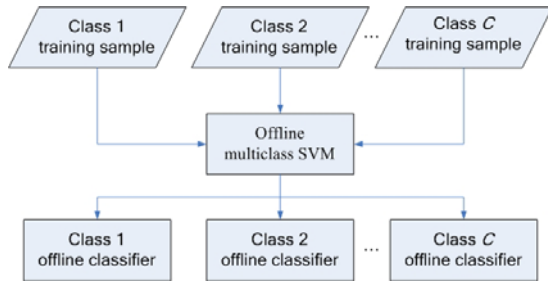 Class 1
training sample
Class 2
training sample
...
Class C
training sample
Offline
multiclass SVM
Class 1
offline classifier
Class 2
offline classifier
...
Class C
offline classifier